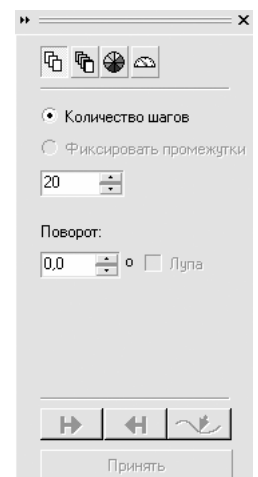 Количество шагов
Фиксировать промежутки
20
Поворот:
0,0 о Лупа
Принять